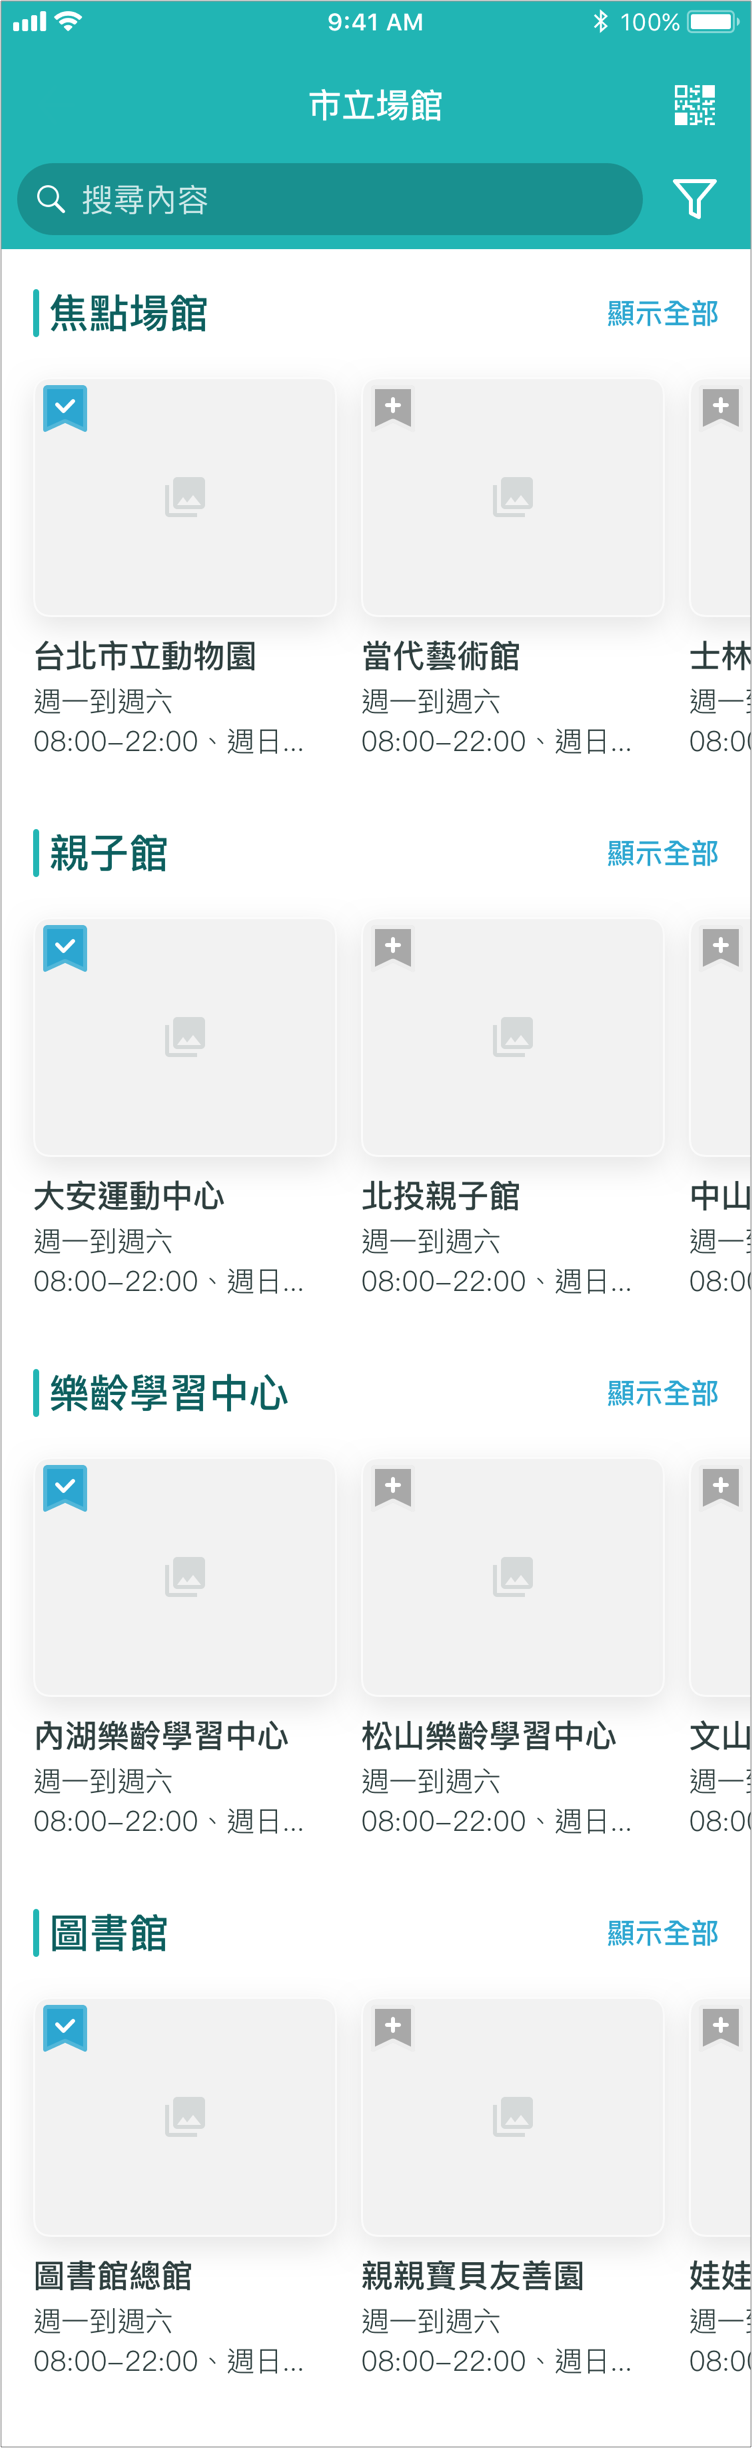 9:41 AM
100%
市立場館
搜尋內容
焦點場館
顯示全部
台北市立動物園
週一到週六
08:00–22:00、週日...
當代藝術館
週一到週六
08:00–22:00、週日...
士林
週一
08:0
親子館
顯示全部
大安運動中心
週一到週六
08:00–22:00、週日...
北投親子館
週一到週六
08:00–22:00、週日...
中山
週一
08:0
樂齡學習中心
顯示全部
內湖樂齡學習中心
週一到週六
08:00–22:00、週日...
松山樂齡學習中心
週一到週六
08:00–22:00、週日...
文山
週一
08:0
圖書館
顯示全部
圖書館總館
週一到週六
08:00–22:00、週日...
親親寶貝友善園
週一到週六
08:00–22:00、週日...
娃娃
週一
08:0